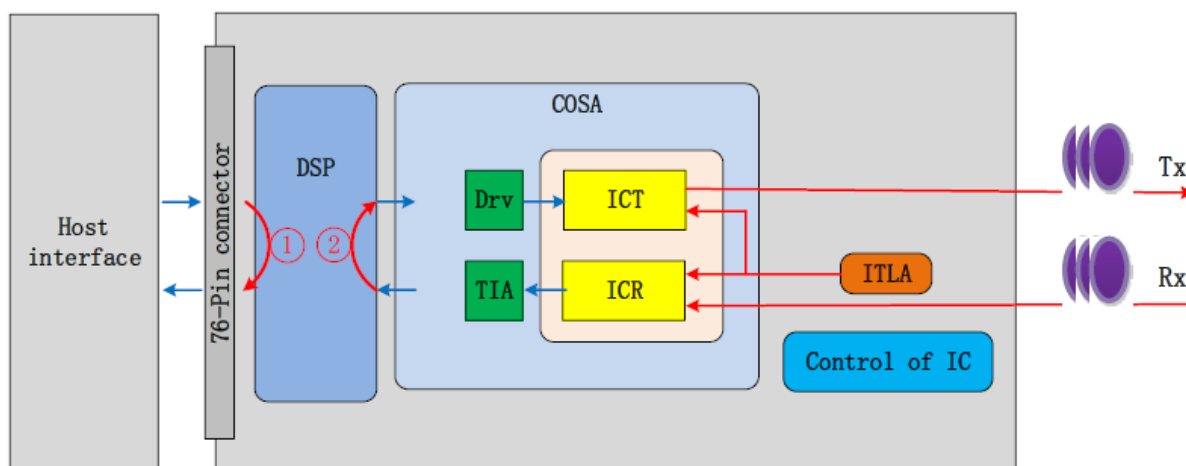 COSA
DSP
76-Pin connector
Host
interface
Drv
ICT
Tx
① ②
TIA
ICR
ITLA
Rx
Control of IC